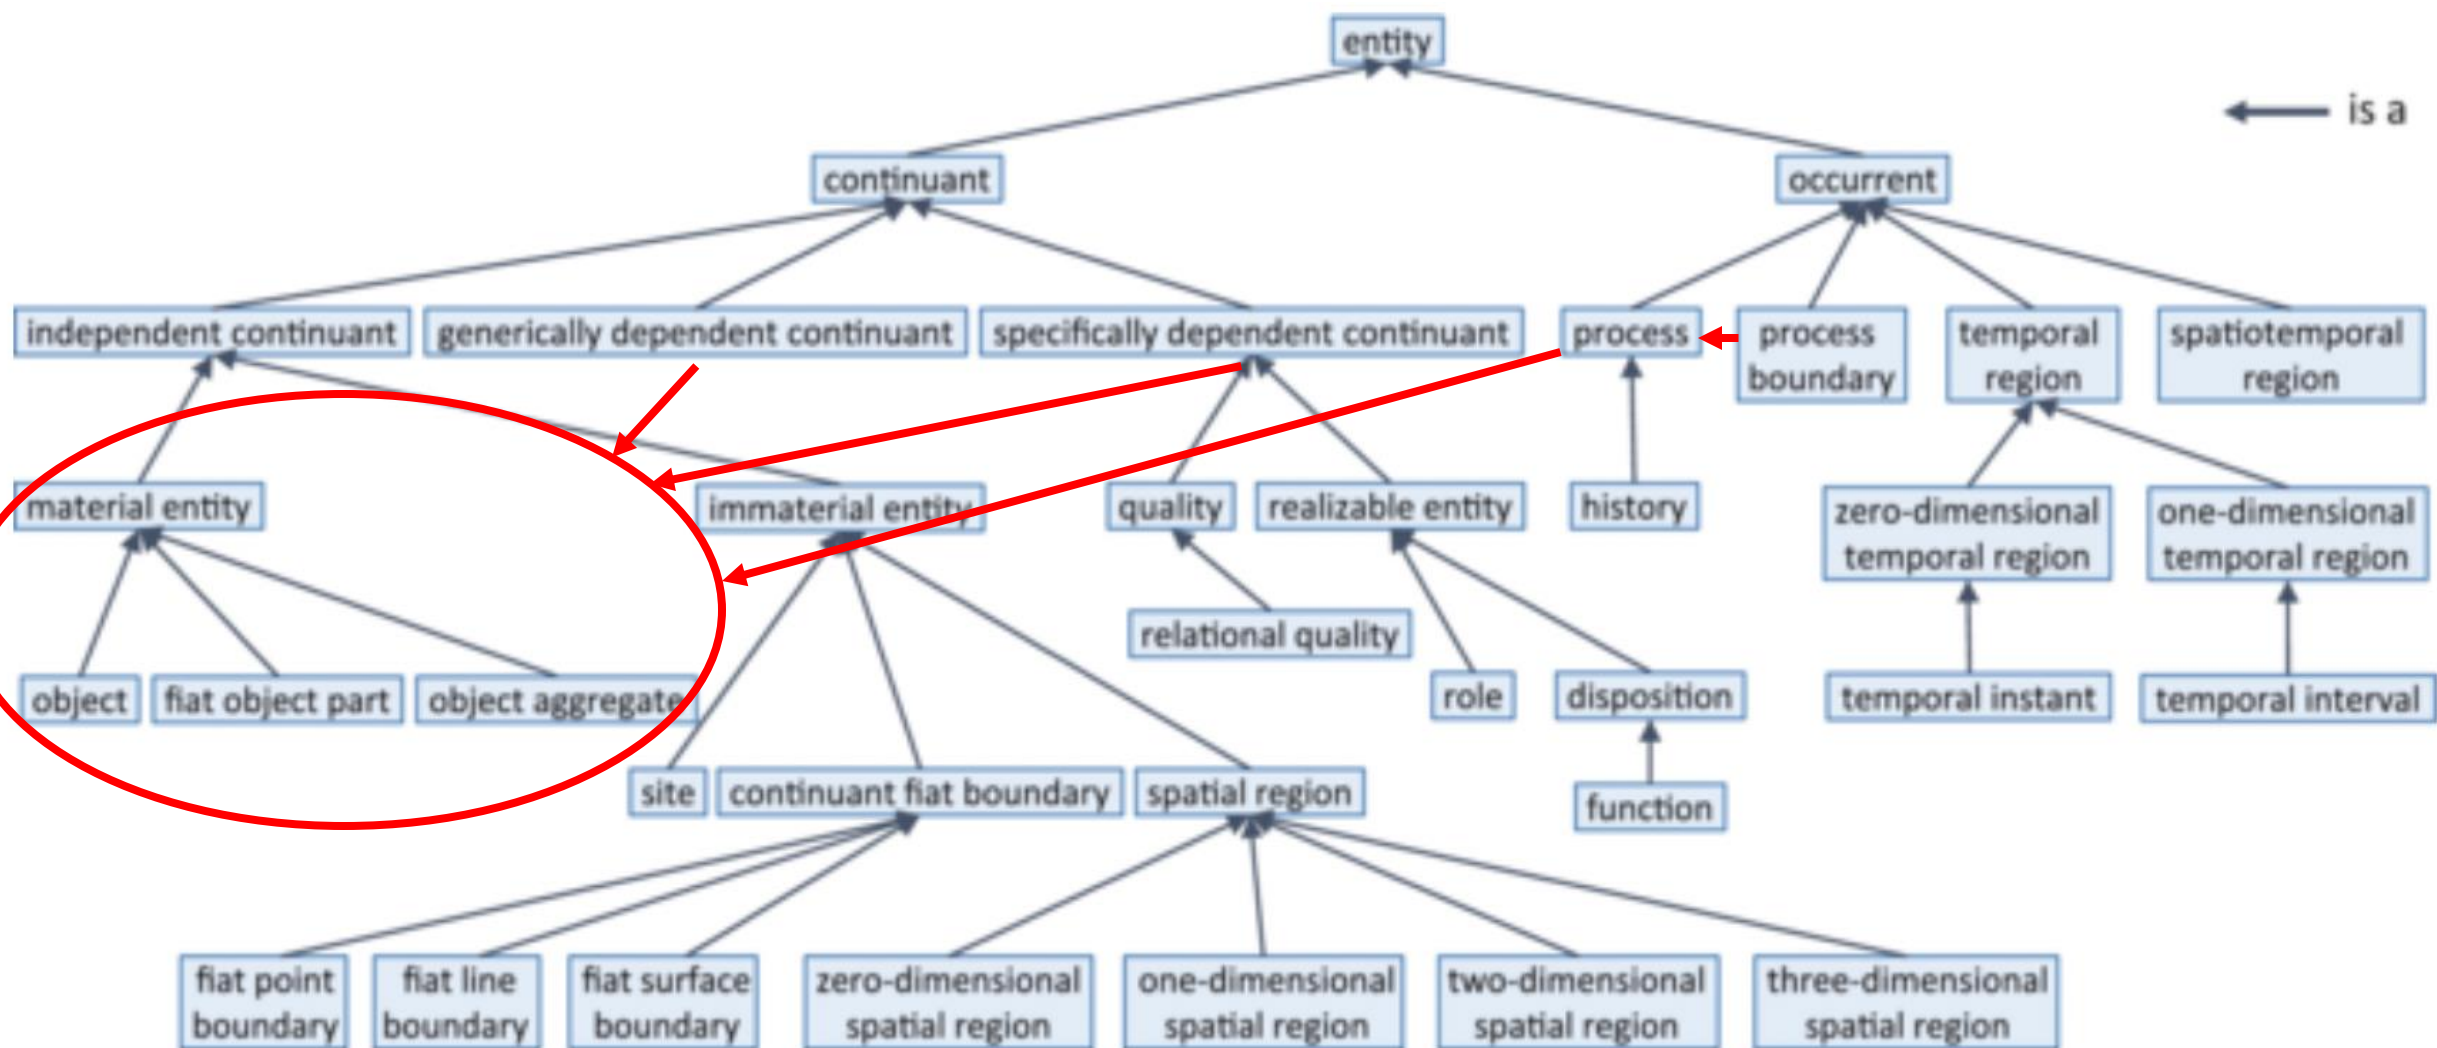 entity
is a
continuant
occurrent
independent continuant
generically dependent continuant
specifically dependent continuant
process
process
boundary
temporal
region
spatiotemporal
region
material entity
immaterial entity
quality
realizable entity
history
zero-dimensional
temporal region
one-dimensional
temporal region
relational quality
object
fiat object part
object aggregate
role
disposition
temporal instant
temporal interval
site
continuant fiat boundary
spatial region
function
fiat point
boundary
fiat line
boundary
fiat surface
boundary
zero-dimensional
spatial region
one-dimensional
spatial region
two-dimensional
spatial region
three-dimensional
spatial region